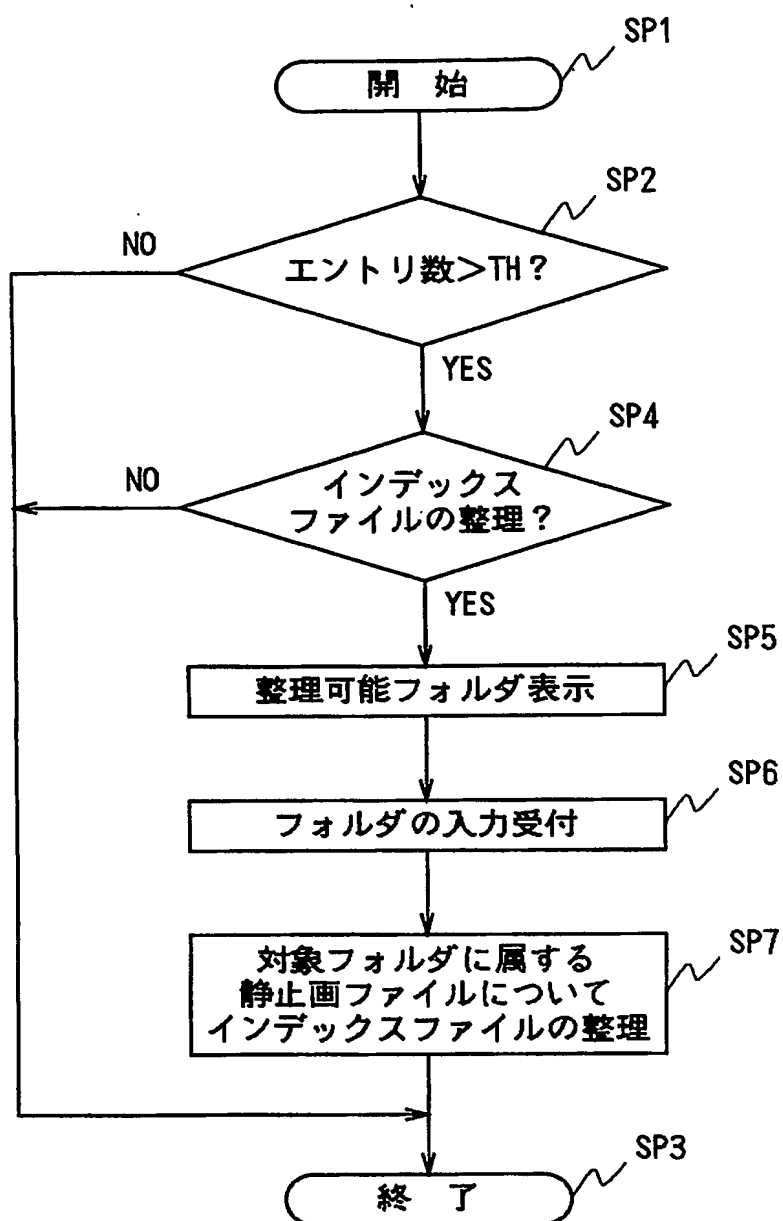 SP1
開 始
SP2
NO
エントリ数>TH?
YES
SP4
NO
インデックス
ファイルの整理?
YES
SP5
整理可能フォルダ表示
SP6
フォルダの入力受付
SP7
対象フォルダに属する
静止画ファイルについて
インデックスファイルの整理
SP3
終 了